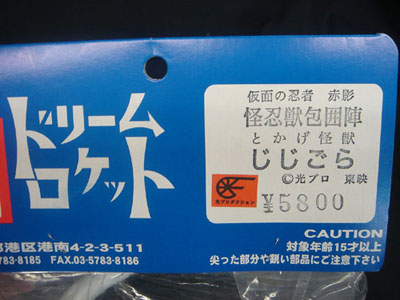 ドリーム
ロケット
仮面の忍者 赤影
怪忍獣包囲陣
とかげ怪獣
じじごら
©光プロ 東映
光プロダクション
¥5800
都港区港南4-2-3-511
783-8185 FAX.03-5783-8186
CAUTION
対象年齢15才以上
尖った部分や鋭い部品にご注意下さい